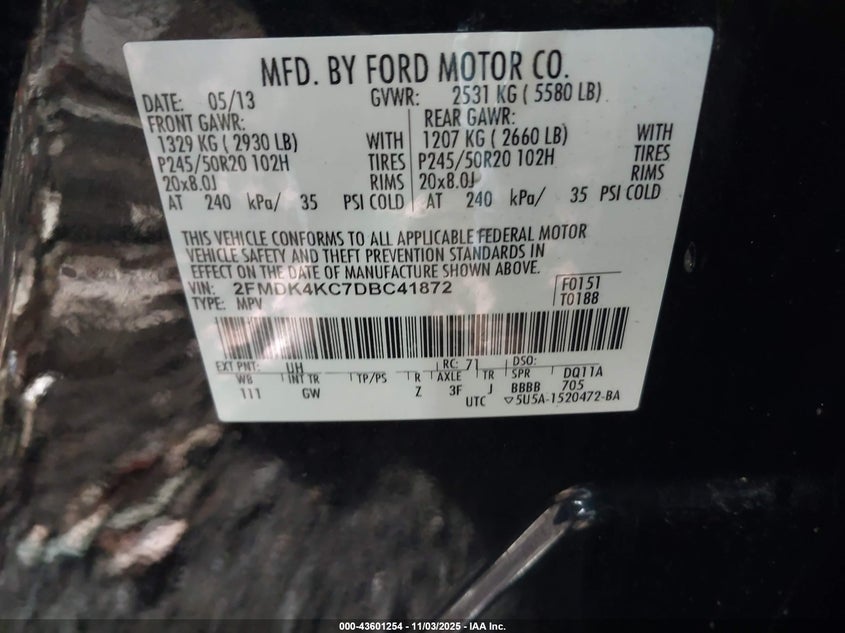 MFD. BY FORD MOTOR CO.
DATE: 05/13 GVWR: 2531 KG ( 5580 LB)
FRONT GAWR: REAR GAWR:
1329 KG ( 2930 LB) WITH 1207 KG ( 2660 LB) WITH
P245/50R20 102H TIRES P245/50R20 102H TIRES
20x8.0J RIMS 20x8.0J RIMS
AT 240 kPa/ 35 PSI COLD AT 240 kPa/ 35 PSI COLD
THIS VEHICLE CONFORMS TO ALL APPLICABLE FEDERAL MOTOR
VEHICLE SAFETY AND THEFT PREVENTION STANDARDS IN
EFFECT ON THE DATE OF MANUFACTURE SHOWN ABOVE.
VIN: 2FMDK4KC7DBC41872 F0151
TYPE: MPV T0188
EXT PNT: UH RC: 71 DSO:
WB INT TR TP/PS R AXLE TR SPR DQ11A
111 GW Z 3F J BBBB 705
UTC ▽5U5A-1520472-BA
000-43601254 - 11/03/2025 - IAA Inc.